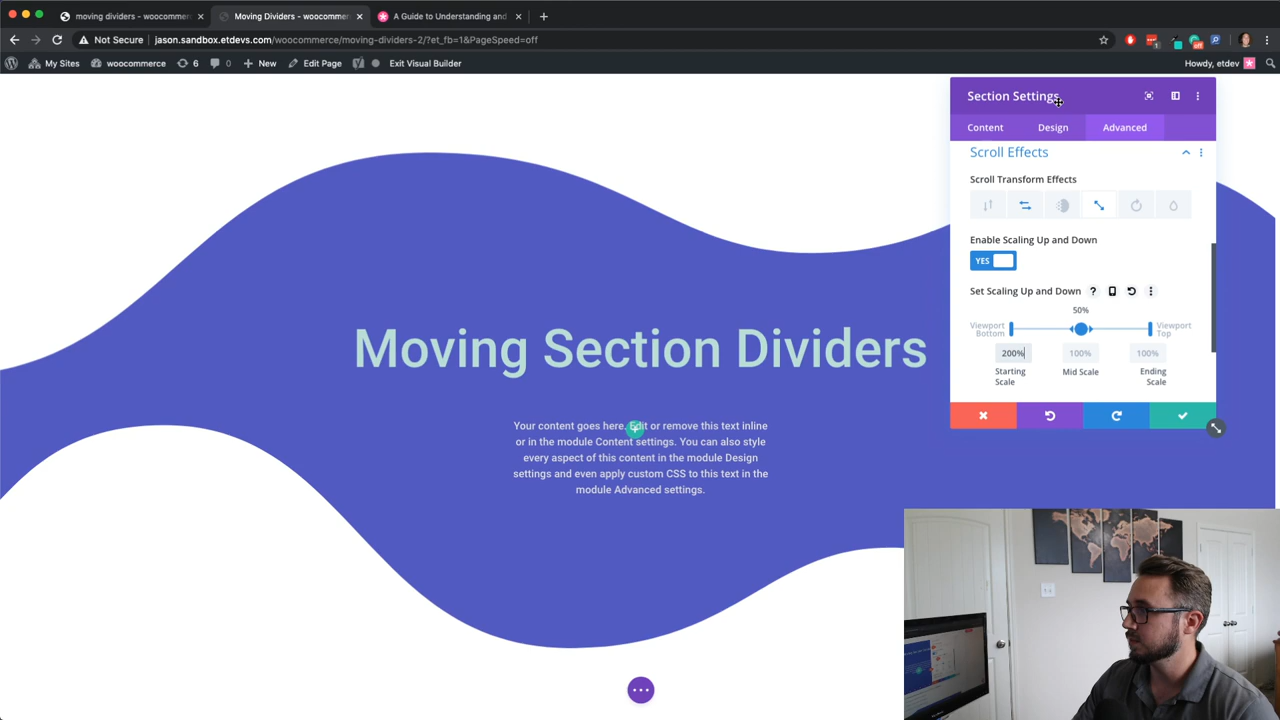 moving dividers - woocommerc
Moving Dividers - woocommer
A Guide to Understanding and
Not Secure
jason.sandbox.etdevs.com/woocommerce/moving-dividers-2/?et_fb=1&PageSpeed=off
My Sites
woocommerce
6
0
New
Edit Page
Exit Visual Builder
Howdy, etdev
Section Settings
Content
Design
Advanced
Scroll Effects
Scroll Transform Effects
Enable Scaling Up and Down
YES
Set Scaling Up and Down
50%
Viewport Bottom
Viewport Top
200%
100%
100%
Starting Scale
Mid Scale
Ending Scale
Moving Section Dividers
Your content goes here. Edit or remove this text inline
or in the module Content settings. You can also style
every aspect of this content in the module Design
settings and even apply custom CSS to this text in the
module Advanced settings.